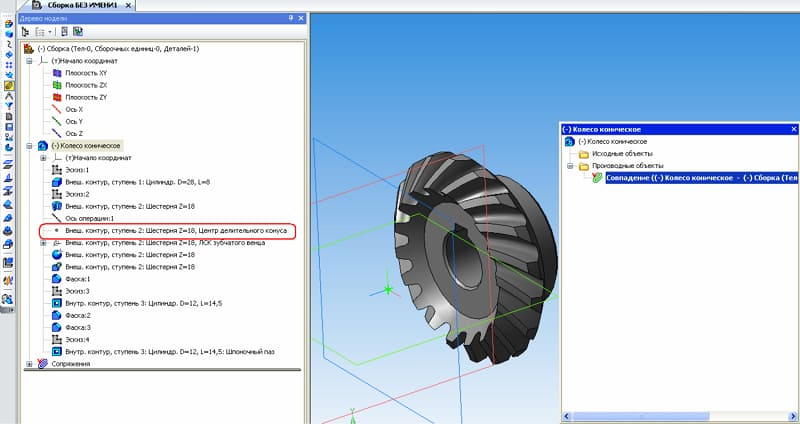 Сборка БЕЗ ИМЕНИ1
Дерево модели
(-) Сборка (Тел-0, Сборочных единиц-0, Деталей-1)
(т)Начало координат
Плоскость XY
Плоскость ZX
Плоскость ZY
Ось X
Ось Y
Ось Z
(-) Колесо коническое
(т)Начало координат
Эскиз:1
Внеш. контур, ступень 1: Цилиндр. D=28, L=8
Эскиз:2
Внеш. контур, ступень 2: Шестерня Z=18
Ось операции:1
Внеш. контур, ступень 2: Шестерня Z=18, Центр делительного конуса
Внеш. контур, ступень 2: Шестерня Z=18, ЛСК зубчатого венца
Внеш. контур, ступень 2: Шестерня Z=18
Внеш. контур, ступень 2: Шестерня Z=18
Фаска:1
Эскиз:3
Внутр. контур, ступень 3: Цилиндр. D=12, L=14,5
Фаска:2
Фаска:3
Эскиз:4
Внутр. контур, ступень 3: Цилиндр. D=12, L=14,5: Шпоночный паз
Сопряжения
Y
(-) Колесо коническое
(-) Колесо коническое
Исходные объекты
Производные объекты
Совпадение ((-) Колесо коническое - (-) Сборка (Тел